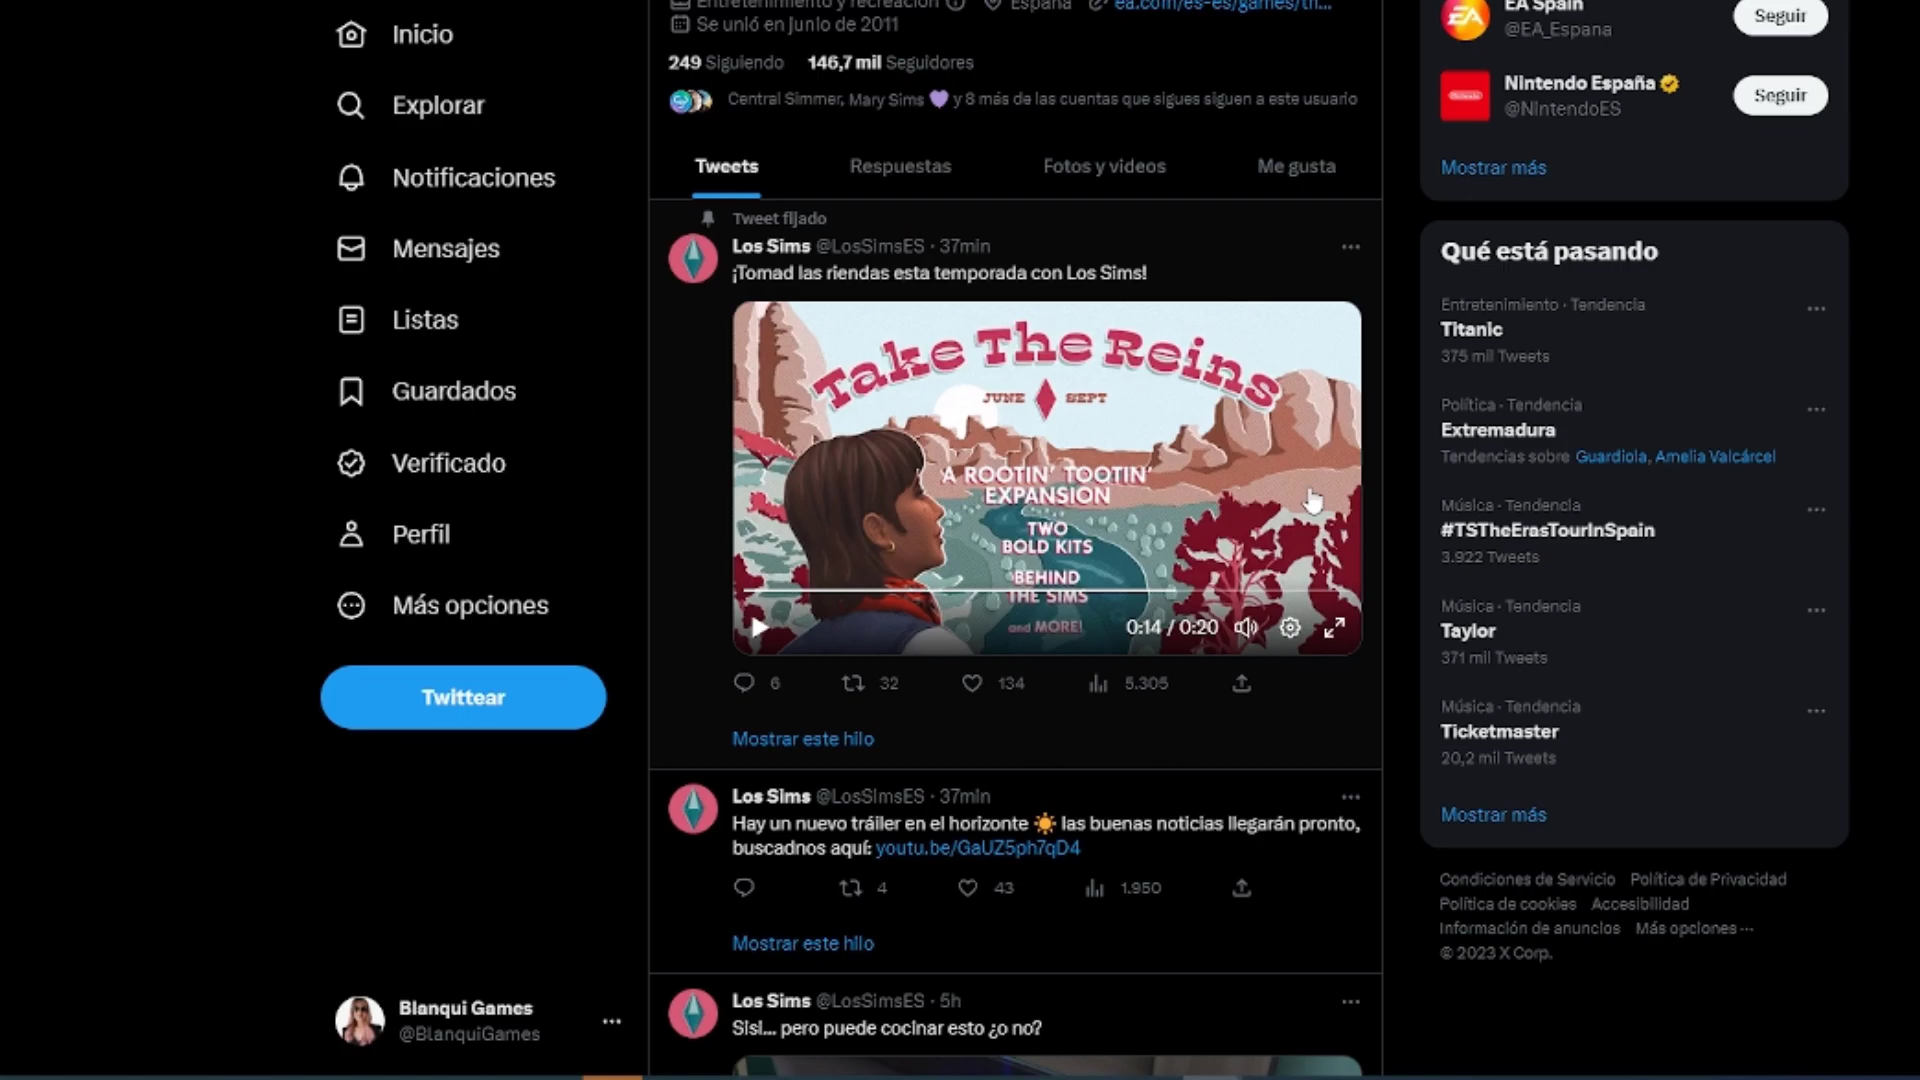 Inicio
Explorar
Notificaciones
Mensajes
Listas
Guardados
Verificado
Perfil
Más opciones
Twittear
Blanqui Games
@BlanquiGames
Entretenimiento y recreación España ea.com/es-es/games/th...
Se unió en junio de 2011
249 Siguiendo 146,7 mil Seguidores
Central Simmer, Mary Sims 💜 y 8 más de las cuentas que sigues siguen a este usuario
Tweets Respuestas Fotos y videos Me gusta
Tweet fijado
Los Sims @LosSimsES · 37min
¡Tomad las riendas esta temporada con Los Sims!
Take The Reins
JUNE SEPT
A ROOTIN' TOOTIN'
EXPANSION
TWO
BOLD KITS
BEHIND
THE SIMS
and MORE!
0:14 / 0:20
6 32 134 5.305
Mostrar este hilo
Los Sims @LosSimsES · 37min
Hay un nuevo tráiler en el horizonte ☀️ las buenas noticias llegarán pronto,
buscadnos aquí: youtu.be/GaUZ5ph7qD4
4 43 1.950
Mostrar este hilo
Los Sims @LosSimsES · 5h
Sisi... pero puede cocinar esto ¿o no?
EA Spain
@EA_Espana
Seguir
Nintendo España
@NintendoES
Seguir
Mostrar más
Qué está pasando
Entretenimiento · Tendencia
Titanic
375 mil Tweets
Política · Tendencia
Extremadura
Tendencias sobre Guardiola, Amelia Valcárcel
Música · Tendencia
#TSTheErasTourInSpain
3.922 Tweets
Música · Tendencia
Taylor
371 mil Tweets
Música · Tendencia
Ticketmaster
20,2 mil Tweets
Mostrar más
Condiciones de Servicio Política de Privacidad
Política de cookies Accesibilidad
Información de anuncios Más opciones ···
© 2023 X Corp.